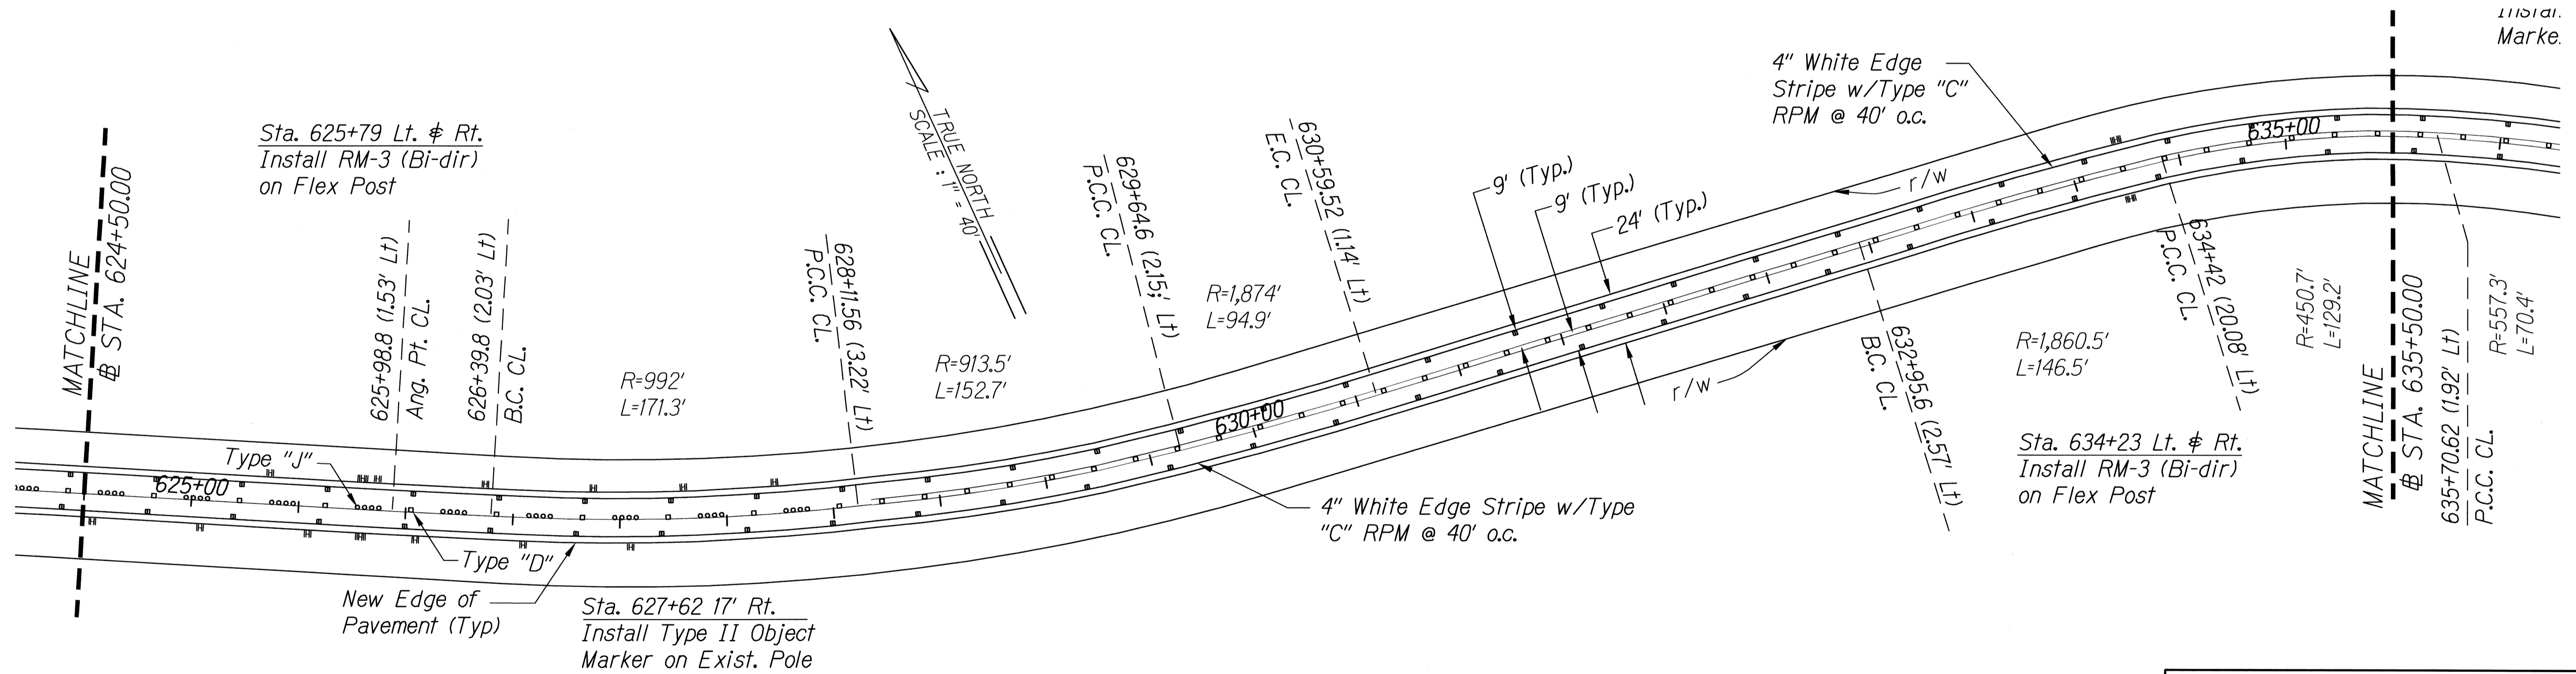 MATCHLINE
℄ STA. 624+50.00
Sta. 625+79 Lt. & Rt.
Install RM-3 (Bi-dir)
on Flex Post
625+98.8 (1.53' Lt)
Ang. Pt. CL.
626+39.8 (2.03' Lt)
B.C. CL.
Type "J"
625+00
Type "D"
New Edge of
Pavement (Typ)
Sta. 627+62 17' Rt.
Install Type II Object
Marker on Exist. Pole
R=992'
L=171.3'
628+11.56 (3.22' Lt)
P.C.C. CL.
TRUE NORTH
SCALE : 1" = 40'
R=913.5'
L=152.7'
629+64.6 (2.15;' Lt)
P.C.C. CL.
R=1,874'
L=94.9'
630+59.52 (1.14' Lt)
E.C. CL.
630+00
4" White Edge Stripe w/Type
"C" RPM @ 40' o.c.
9' (Typ.)
9' (Typ.)
24' (Typ.)
r/w
r/w
4" White Edge
Stripe w/Type "C"
RPM @ 40' o.c.
632+95.6 (2.57' Lt)
B.C. CL.
R=1,860.5'
L=146.5'
Sta. 634+23 Lt. & Rt.
Install RM-3 (Bi-dir)
on Flex Post
634+42 (20.08' Lt)
P.C.C. CL.
635+00
R=450.7'
L=129.2'
MATCHLINE
℄ STA. 635+50.00
635+70.62 (1.92' Lt)
P.C.C. CL.
R=557.3'
L=70.4'
Marke